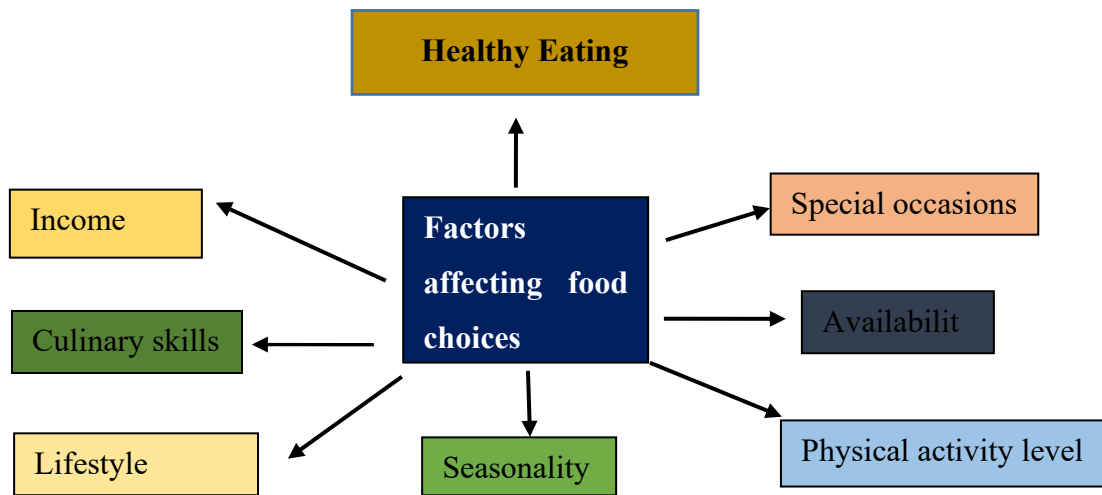 Healthy Eating
Income
Special occasions
Factors
affecting food
choices
Culinary skills
Availabilit
Lifestyle
Seasonality
Physical activity level